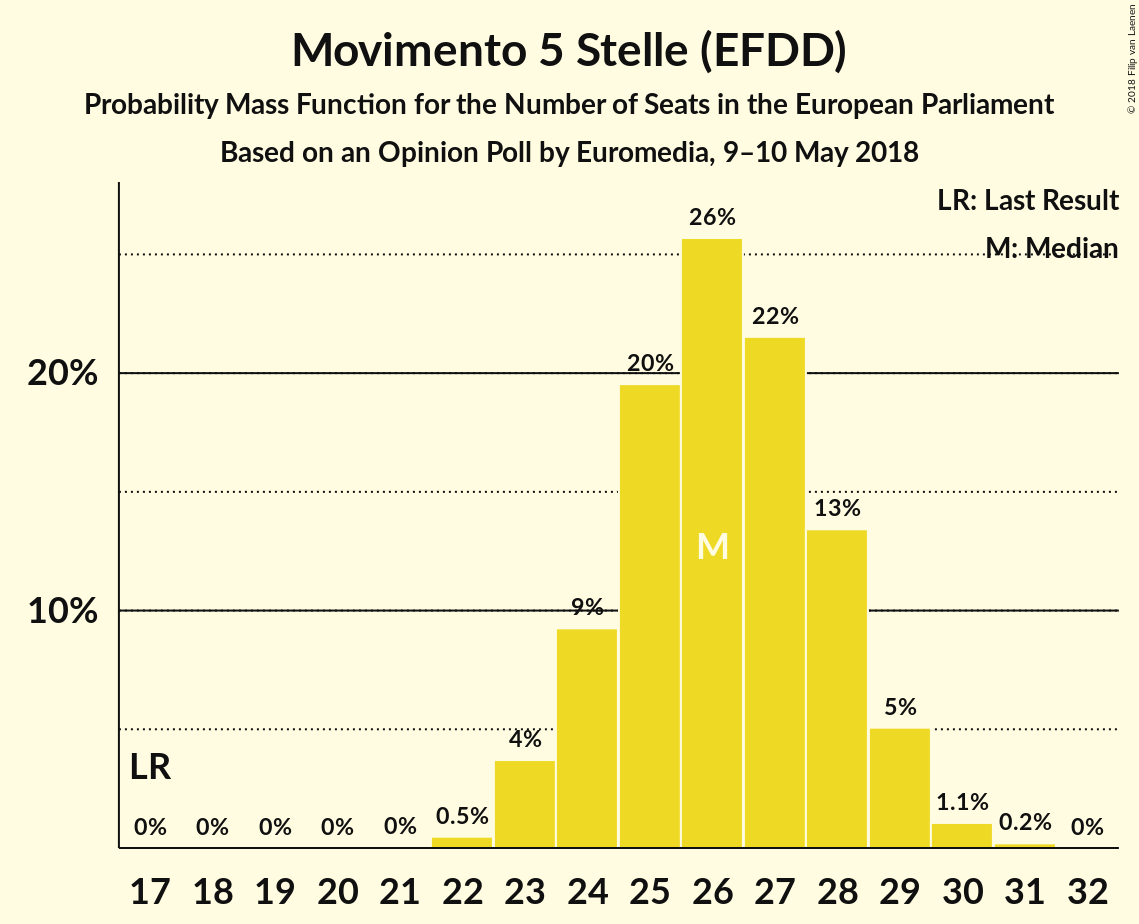 Movimento 5 Stelle (EFDD)
Probability Mass Function for the Number of Seats in the European Parliament
Based on an Opinion Poll by Euromedia, 9–10 May 2018
© 2018 Filip van Laenen
LR: Last Result
M: Median
26%
22%
20%
20%
13%
M
10%
9%
5%
4%
LR
1.1%
0.5%
0.2%
0% 0% 0% 0% 0% 0%
17 18 19 20 21 22 23 24 25 26 27 28 29 30 31 32